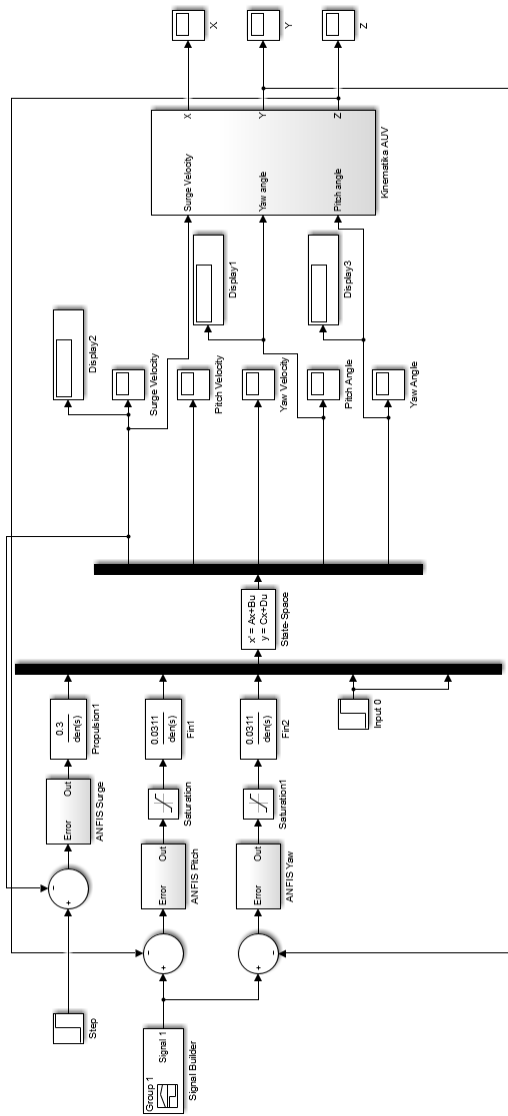 Step
Group 1
Signal 1
Signal Builder
+
-
+
-
+
-
Error
Out
ANFIS Surge
Error
Out
ANFIS Pitch
Error
Out
ANFIS Yaw
Saturation
Saturation1
0.3
den(s)
Propulsion1
0.0311
den(s)
Fin1
0.0311
den(s)
Fin2
Input 0
x' = Ax+Bu
y = Cx+Du
State-Space
Display2
Surge Velocity
Pitch Velocity
Yaw Velocity
Pitch Angle
Yaw Angle
Display1
Display3
Surge Velocity
Yaw angle
Pitch angle
X
Y
Z
Kinematika AUV
X
Y
Z